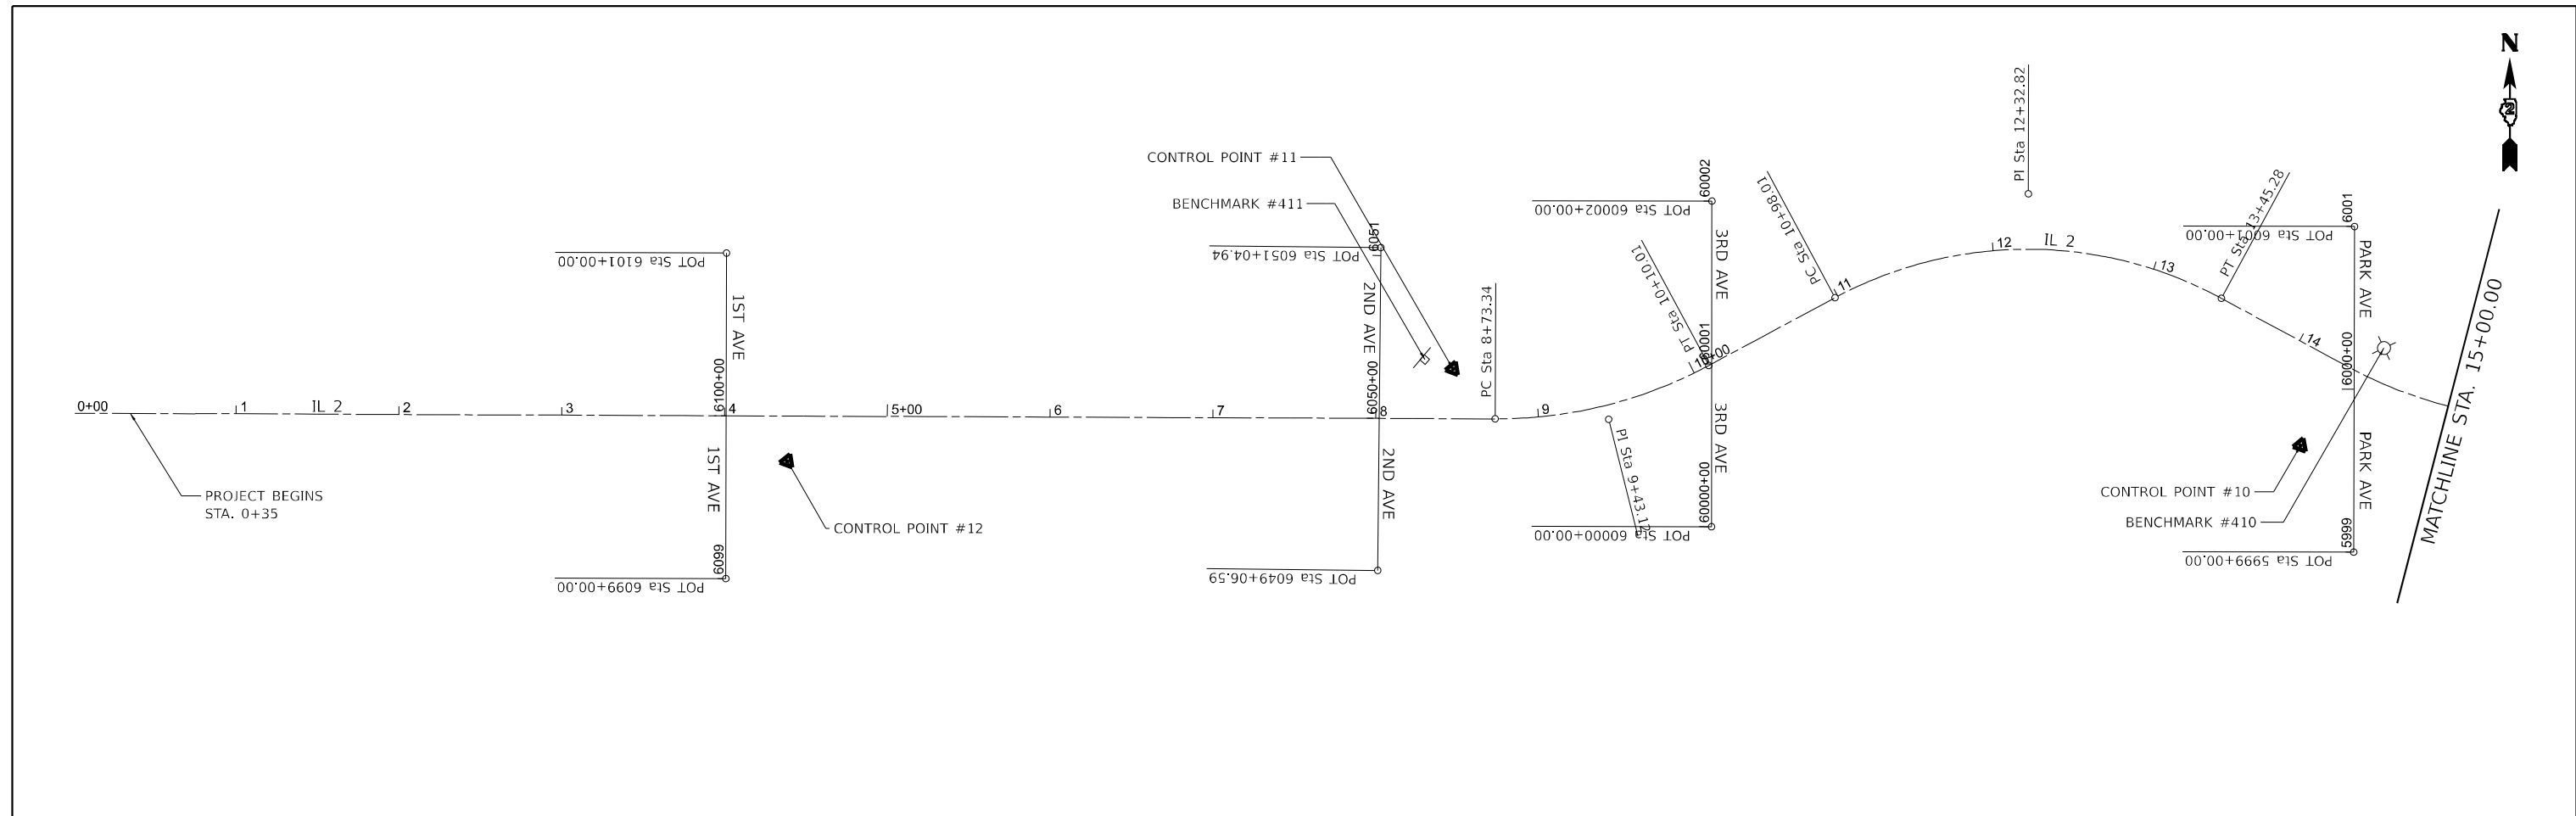 N
PI Sta 12+32.82
CONTROL POINT #11
BENCHMARK #411
60002
POT Sta 60002+00.00
PC Sta 10+98.01
PT Sta 13+45.28
6001
POT Sta 6001+00.00
6051
POT Sta 6051+04.94
POT Sta 6101+00.00
3RD AVE
PT Sta 10+10.01
12
IL 2
13
PARK AVE
11
1ST AVE
2ND AVE
PC Sta 8+73.34
60001
10+00
14
6000+00
MATCHLINE STA. 15+00.00
0+00
1
IL 2
2
3
6100+00
4
5+00
6
7
6050+00
8
9
3RD AVE
PI Sta 9+43.12
PARK AVE
1ST AVE
2ND AVE
PROJECT BEGINS
STA. 0+35
CONTROL POINT #12
CONTROL POINT #10
BENCHMARK #410
60000+00
POT Sta 60000+00.00
5999
POT Sta 5999+00.00
6099
POT Sta 6099+00.00
POT Sta 6049+06.59